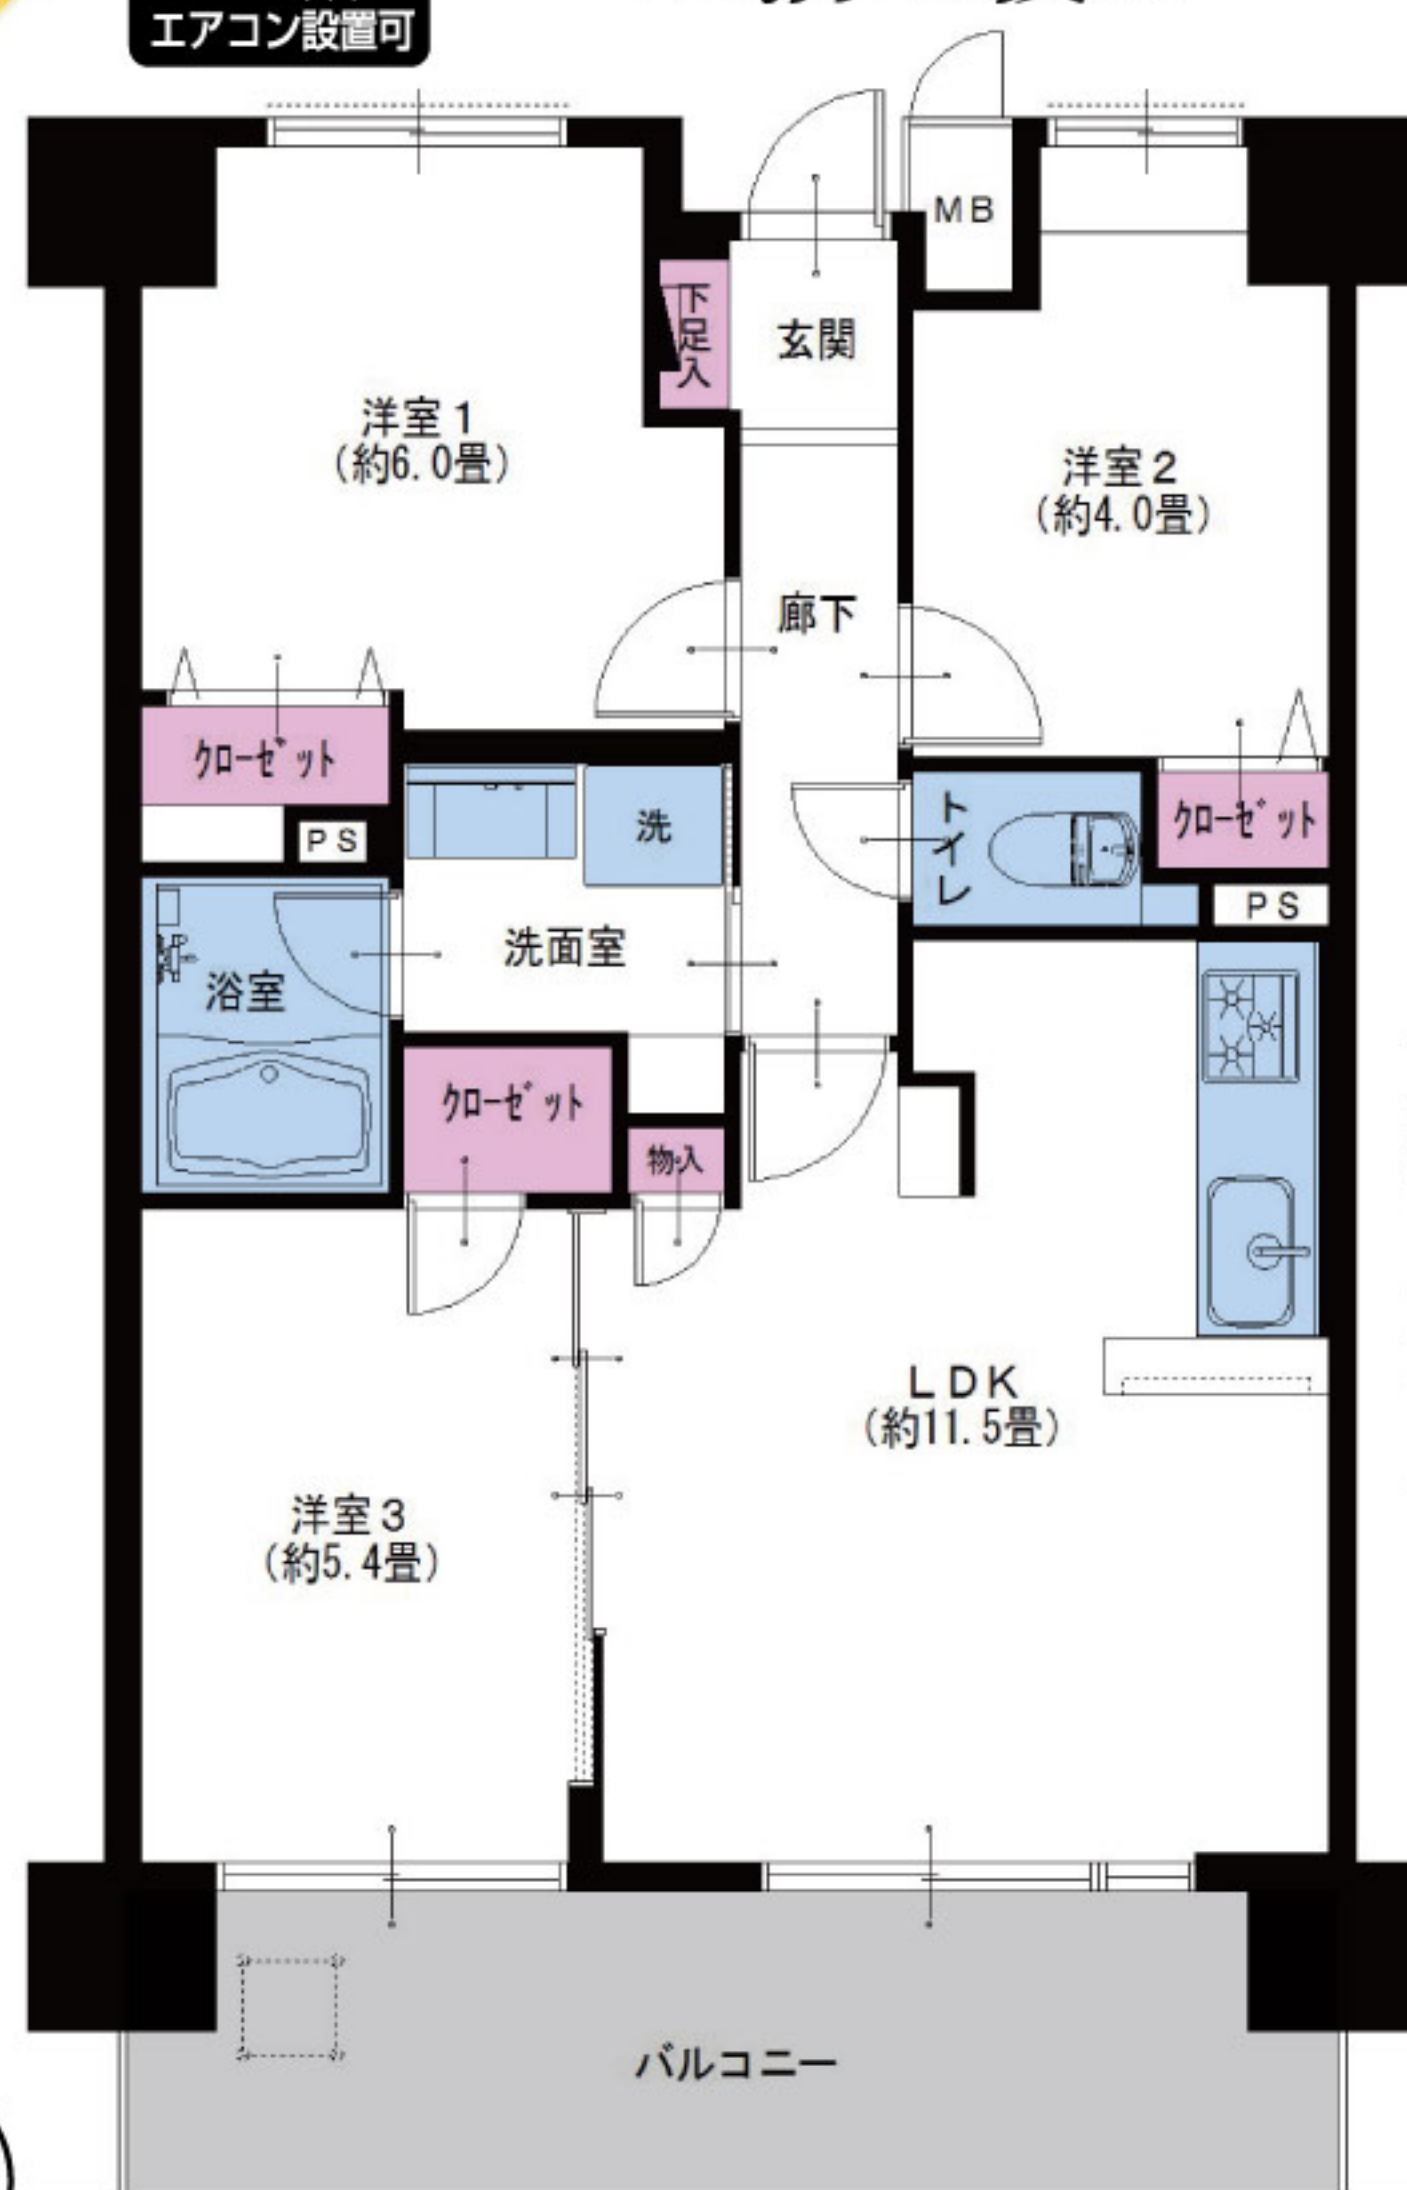 エアコン設置可
MB
下足入
玄関
洋室1
(約6.0畳)
洋室2
(約4.0畳)
廊下
クローゼット
PS
洗
トイレ
クローゼット
PS
洗面室
浴室
クローゼット
物入
LDK
(約11.5畳)
洋室3
(約5.4畳)
バルコニー